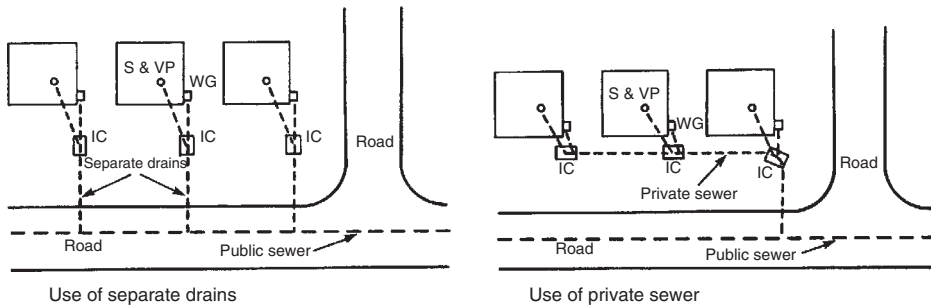 S & VP
WG
IC
IC
IC
Separate drains
Road
Road
Public sewer
Use of separate drains
S & VP
WG
IC
IC
IC
Private sewer
Road
Road
Public sewer
Use of private sewer